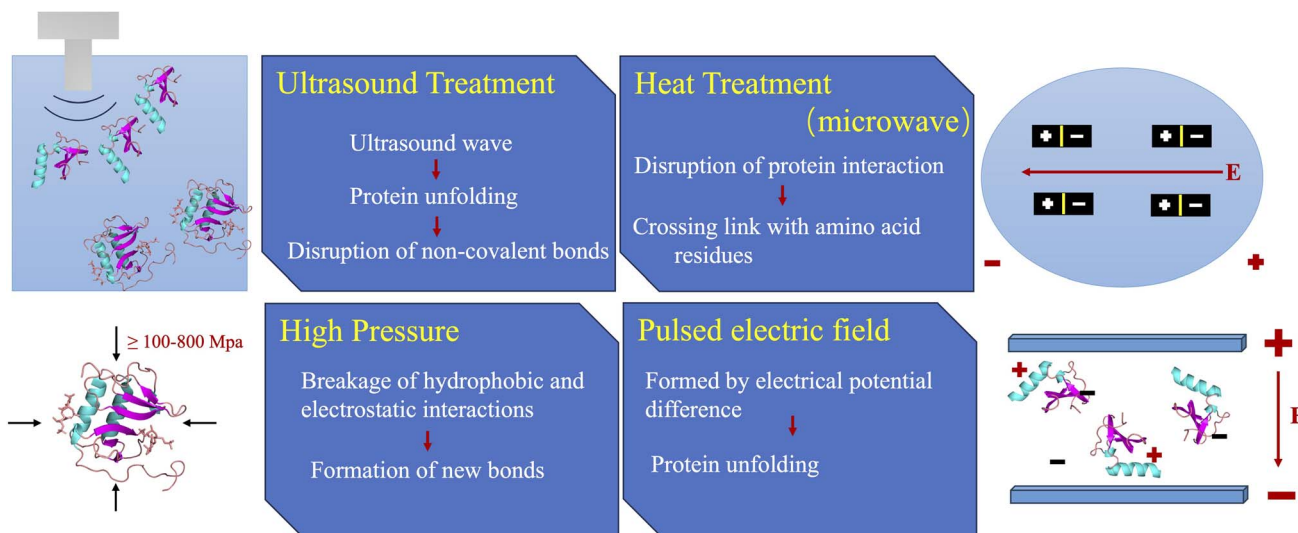 Ultrasound Treatment
Ultrasound wave
Protein unfolding
Disruption of non-covalent bonds
Heat Treatment
(microwave)
Disruption of protein interaction
Crossing link with amino acid
residues
+ -
+ -
E
+ -
+ -
-
+
≥ 100-800 Mpa
High Pressure
Breakage of hydrophobic and
electrostatic interactions
Formation of new bonds
Pulsed electric field
Formed by electrical potential
difference
Protein unfolding
+
+
-
-
+
-
E
-